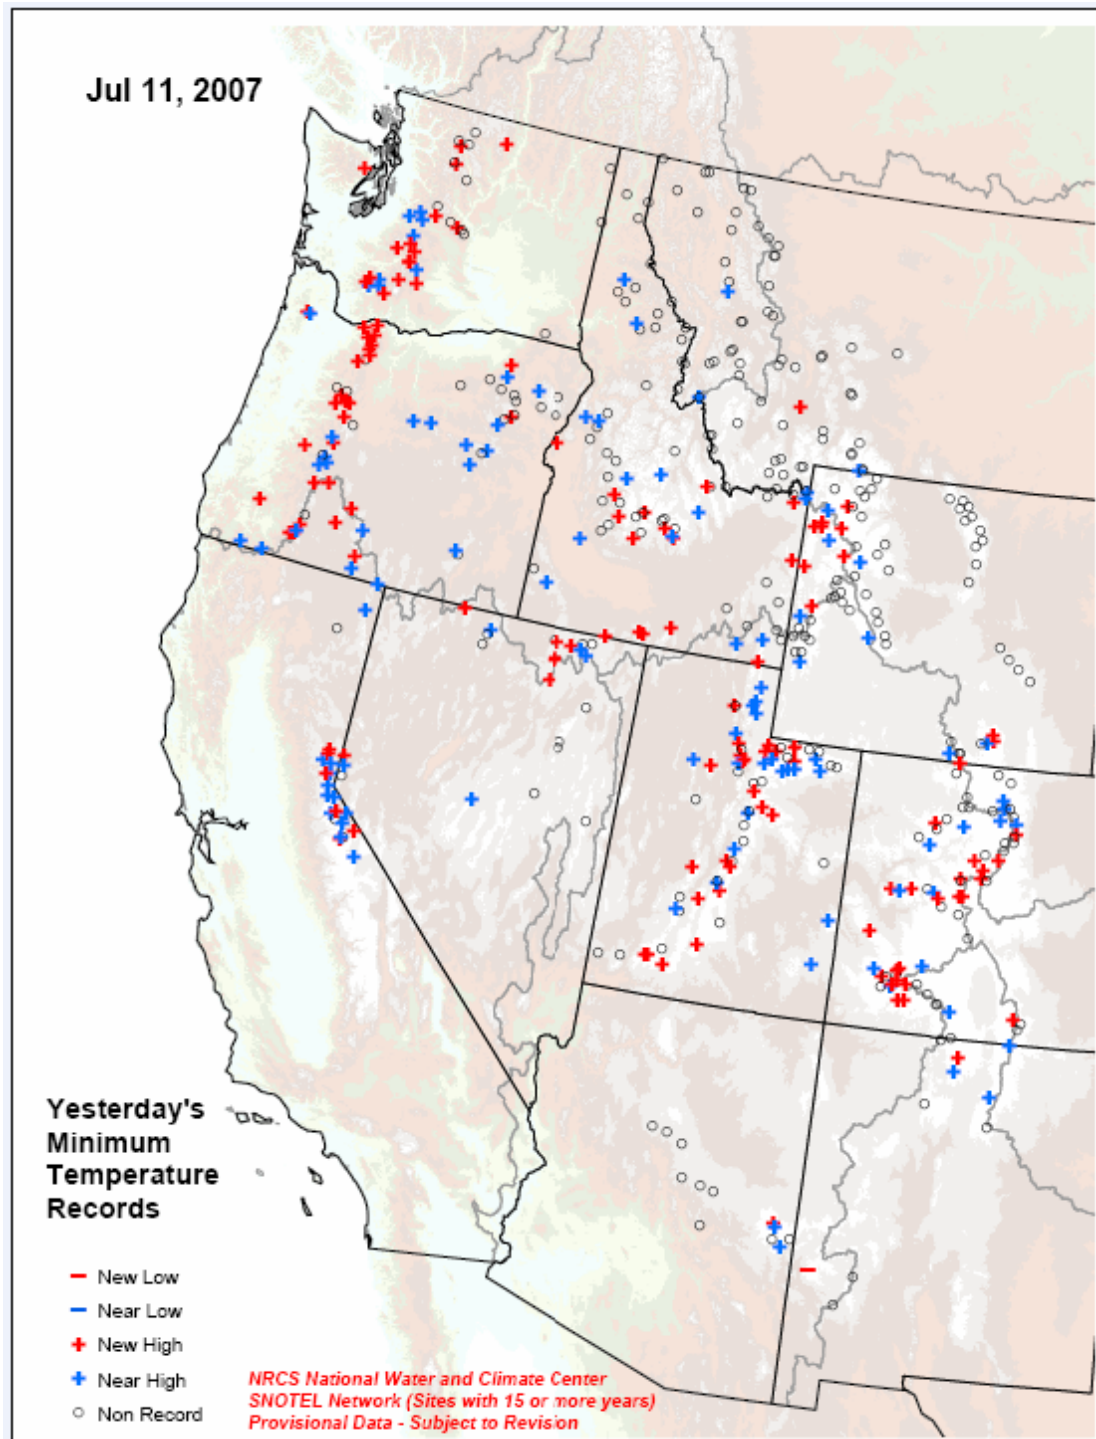 Jul 11, 2007
Yesterday's
Minimum
Temperature
Records
New Low
Near Low
New High
Near High
Non Record
NRCS National Water and Climate Center
SNOTEL Network (Sites with 15 or more years)
Provisional Data - Subject to Revision